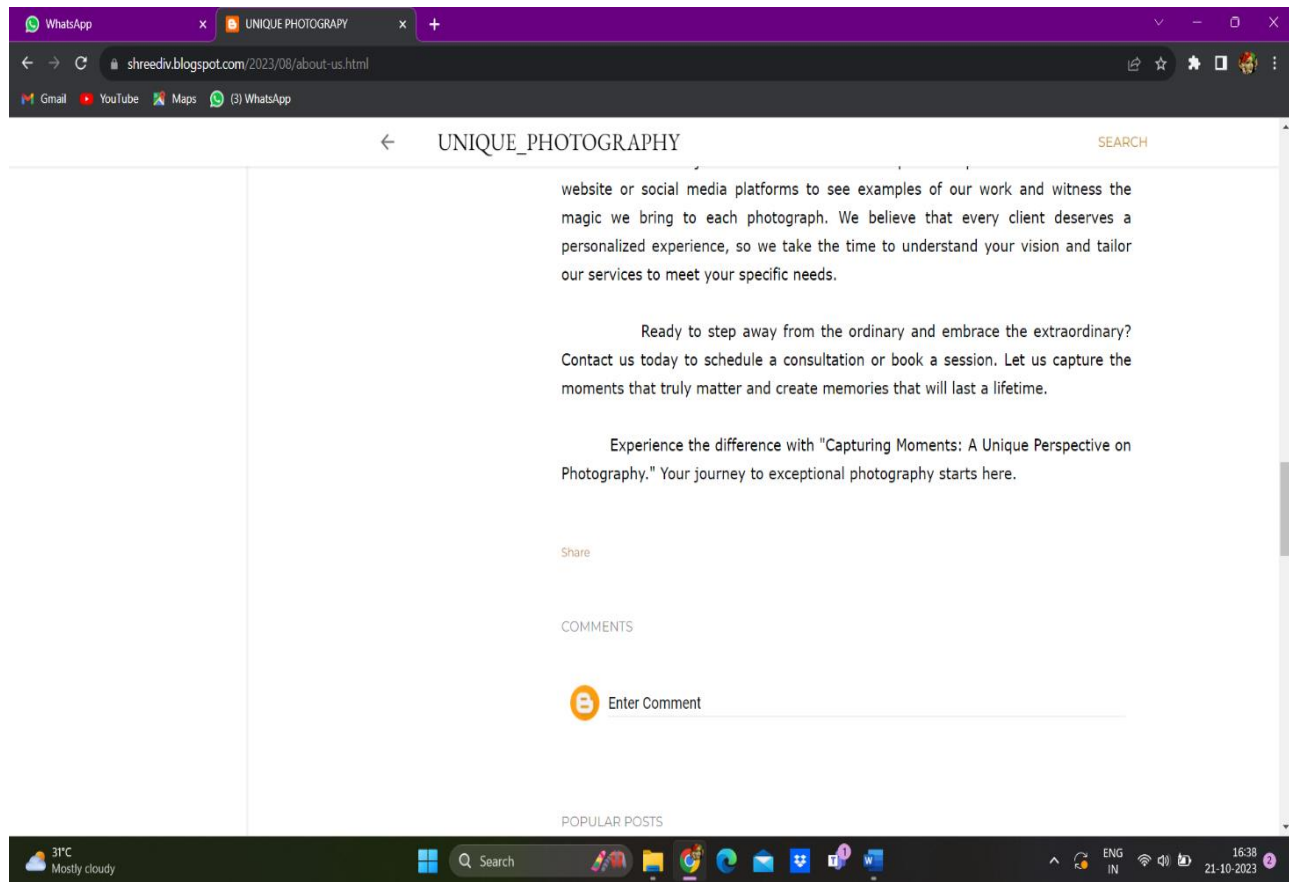 WhatsApp
UNIQUE PHOTOGRAPY
shreediv.blogspot.com/2023/08/about-us.html
Gmail YouTube Maps (3) WhatsApp
UNIQUE_PHOTOGRAPHY SEARCH
website or social media platforms to see examples of our work and witness the
magic we bring to each photograph. We believe that every client deserves a
personalized experience, so we take the time to understand your vision and tailor
our services to meet your specific needs.
Ready to step away from the ordinary and embrace the extraordinary?
Contact us today to schedule a consultation or book a session. Let us capture the
moments that truly matter and create memories that will last a lifetime.
Experience the difference with "Capturing Moments: A Unique Perspective on
Photography." Your journey to exceptional photography starts here.
Share
COMMENTS
Enter Comment
POPULAR POSTS
31°C
Mostly cloudy
Search
1
ENG
IN
16:38
21-10-2023
2